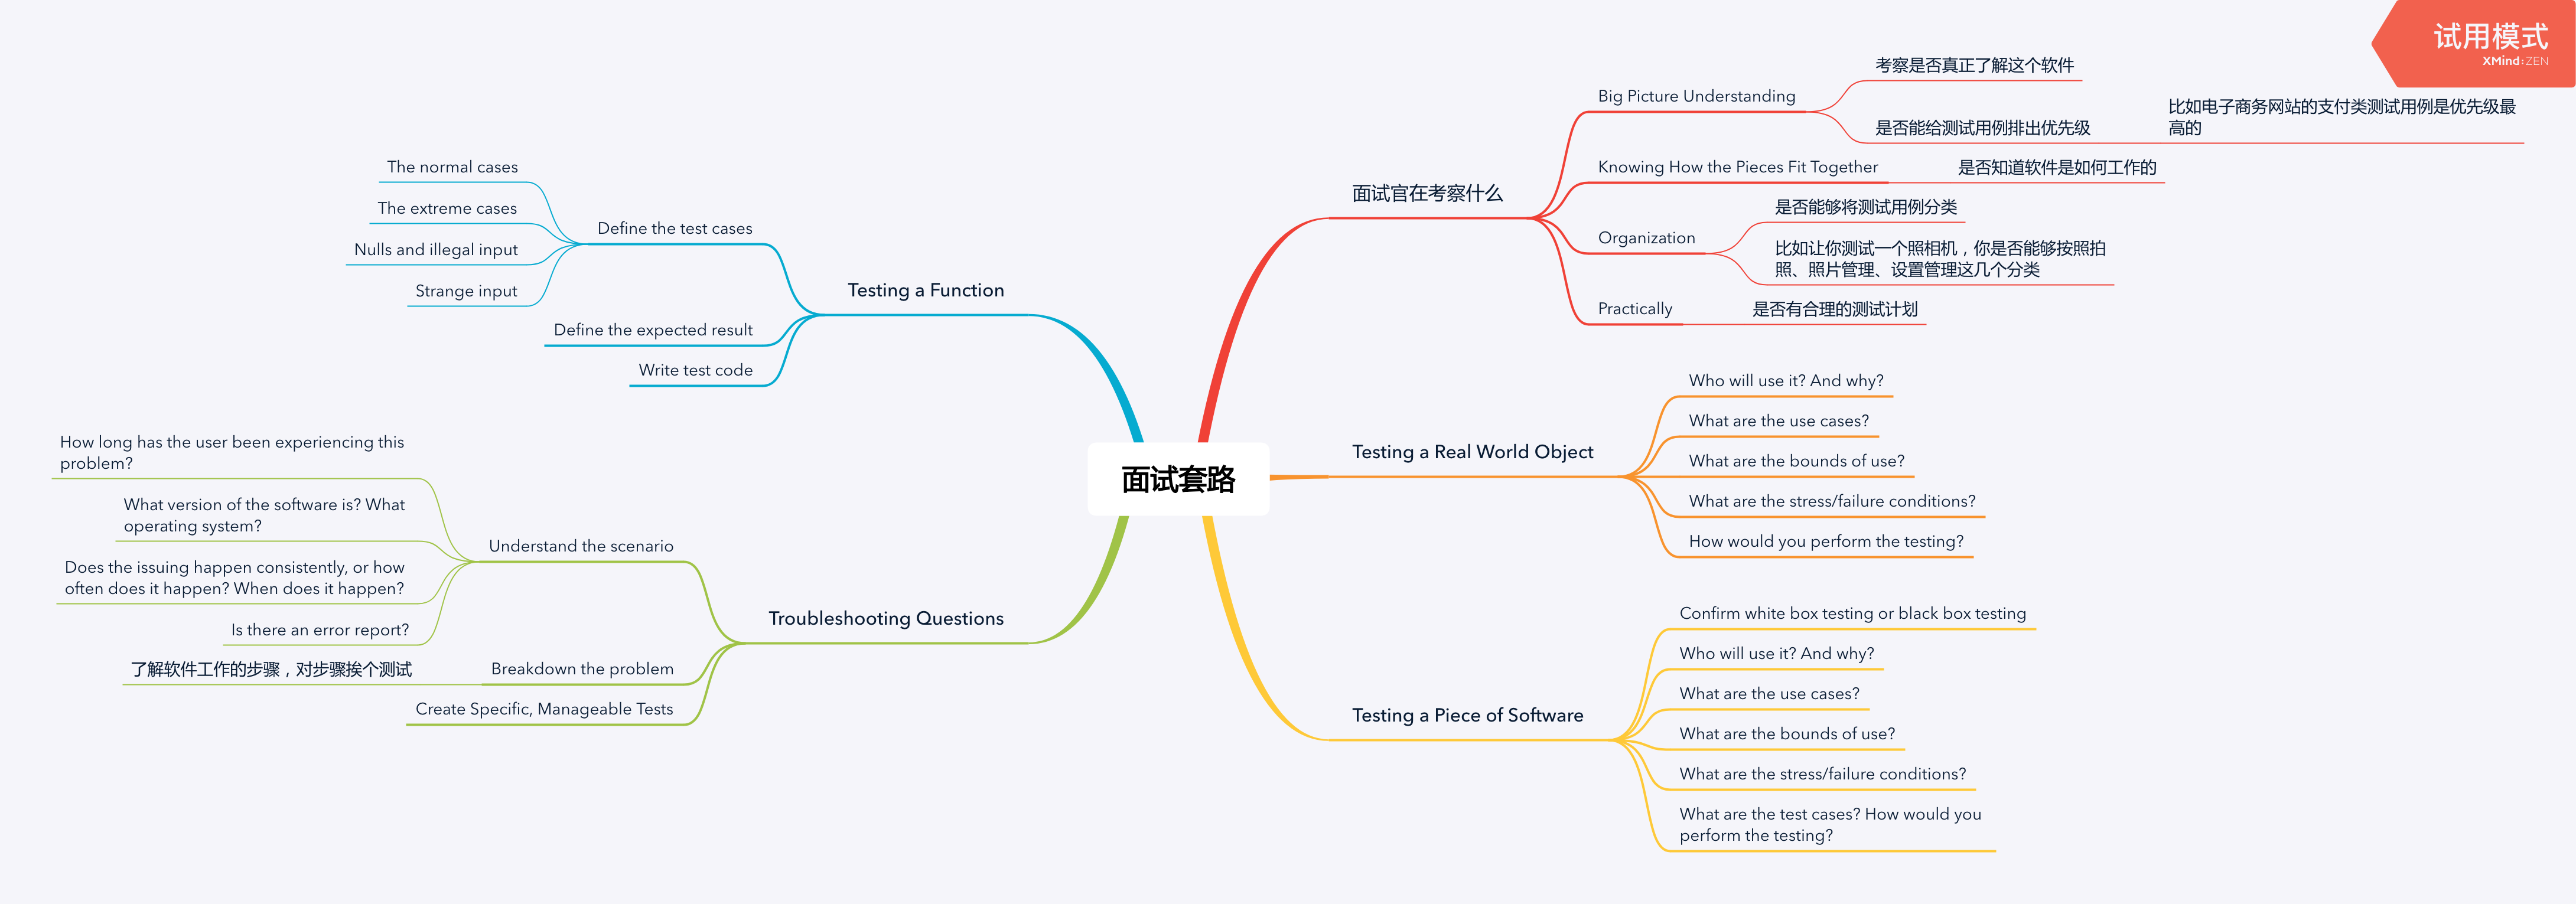 试用模式
XMind:ZEN
面试套路
面试官在考察什么
Big Picture Understanding
考察是否真正了解这个软件
是否能给测试用例排出优先级
比如电子商务网站的支付类测试用例是优先级最
高的
Knowing How the Pieces Fit Together
是否知道软件是如何工作的
Organization
是否能够将测试用例分类
比如让你测试一个照相机，你是否能够按照拍
照、照片管理、设置管理这几个分类
Practically
是否有合理的测试计划
Testing a Real World Object
Who will use it? And why?
What are the use cases?
What are the bounds of use?
What are the stress/failure conditions?
How would you perform the testing?
Testing a Piece of Software
Confirm white box testing or black box testing
Who will use it? And why?
What are the use cases?
What are the bounds of use?
What are the stress/failure conditions?
What are the test cases? How would you
perform the testing?
Testing a Function
Define the test cases
The normal cases
The extreme cases
Nulls and illegal input
Strange input
Define the expected result
Write test code
Troubleshooting Questions
Understand the scenario
How long has the user been experiencing this
problem?
What version of the software is? What
operating system?
Does the issuing happen consistently, or how
often does it happen? When does it happen?
Is there an error report?
Breakdown the problem
了解软件工作的步骤，对步骤挨个测试
Create Specific, Manageable Tests